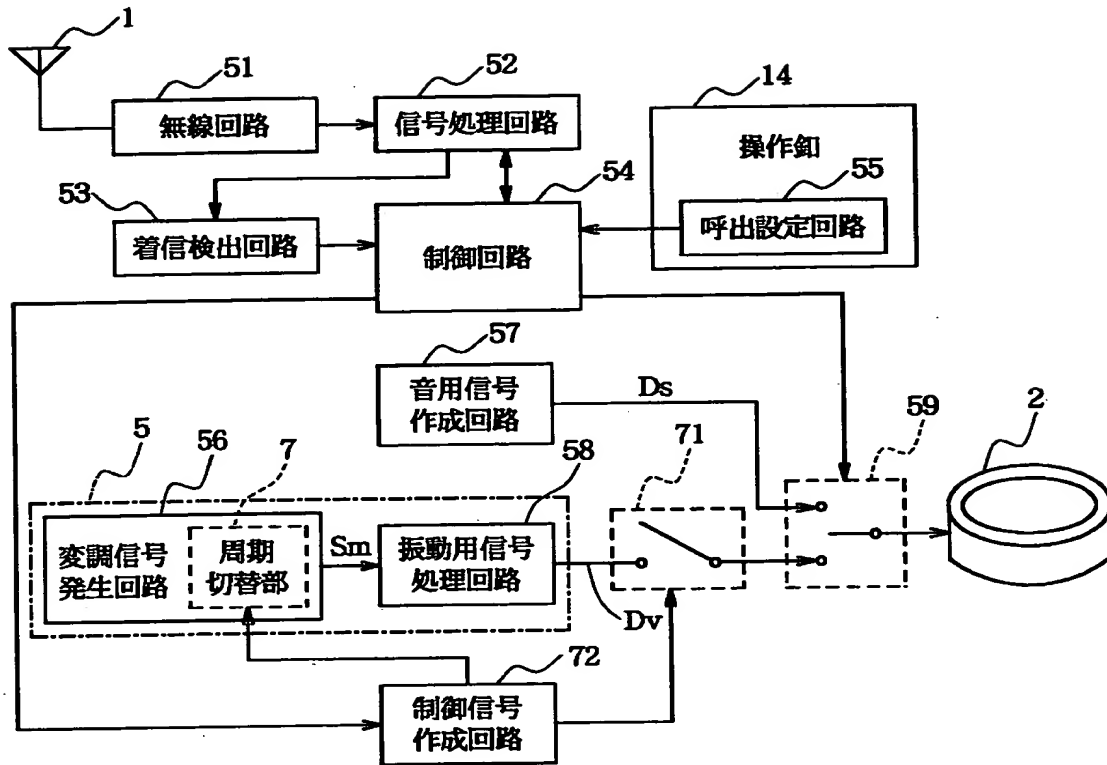 1
51
無線回路
52
信号処理回路
14
操作釦
53
着信検出回路
54
制御回路
55
呼出設定回路
57
音用信号
作成回路
Ds
59
2
5
56
7
変調信号
発生回路
周期
切替部
Sm
58
振動用信号
処理回路
71
Dv
72
制御信号
作成回路